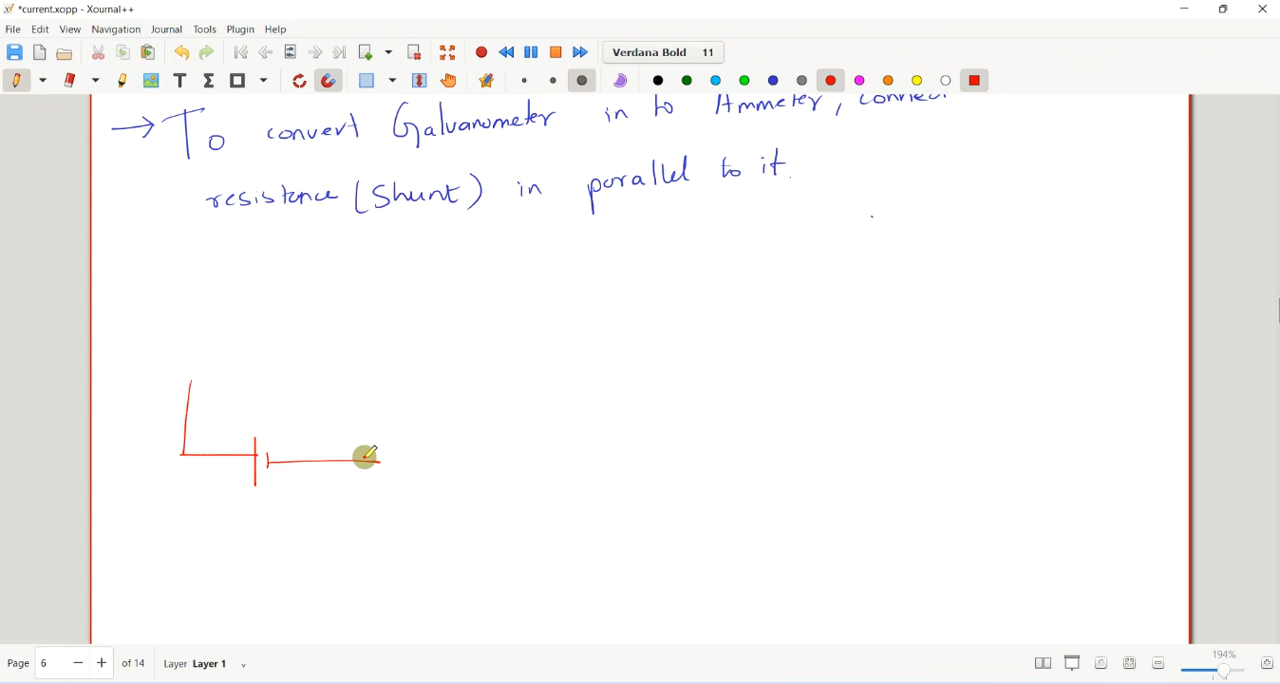 *current.xopp - Xournal++
File Edit View Navigation Journal Tools Plugin Help
Verdana Bold 11
→ To convert Galvanometer in to Ammeter, connect
resistance (Shunt) in parallel to it.
Page 6 of 14 Layer Layer 1 194%